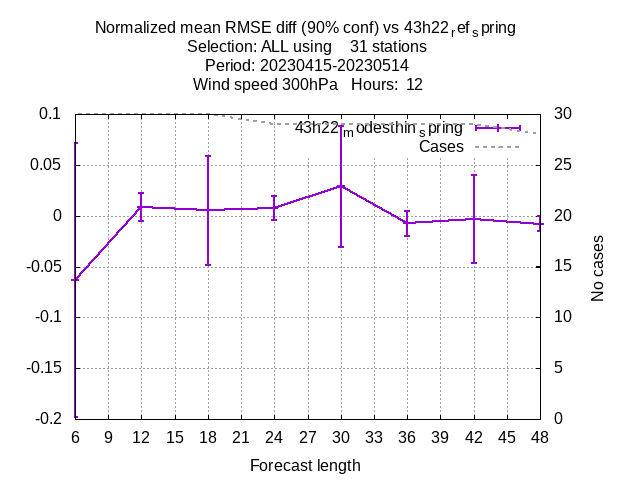 Normalized mean RMSE diff (90% conf) vs 43h22refspring
Selection: ALL using 31 stations
Period: 20230415-20230514
Wind speed 300hPa Hours: 12
43h22modesthinspring
Cases
0.1
0.05
0
-0.05
-0.1
-0.15
-0.2
30
25
20
15
10
5
0
No cases
6 9 12 15 18 21 24 27 30 33 36 39 42 45 48
Forecast length